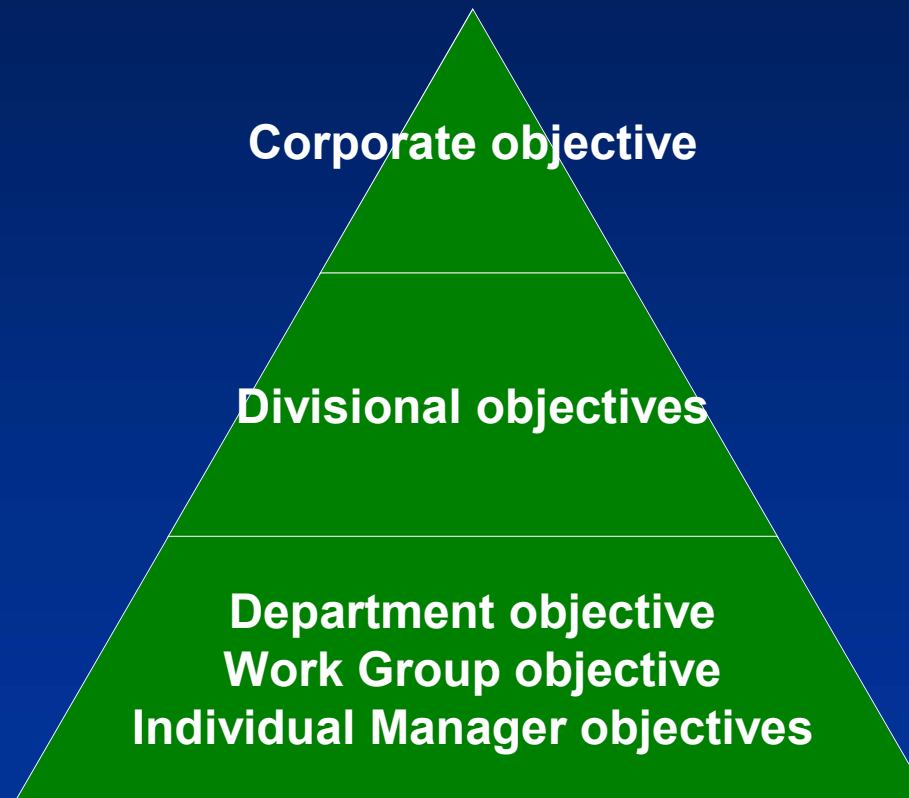 Corporate objective
Divisional objectives
Department objective
Work Group objective
Individual Manager objectives